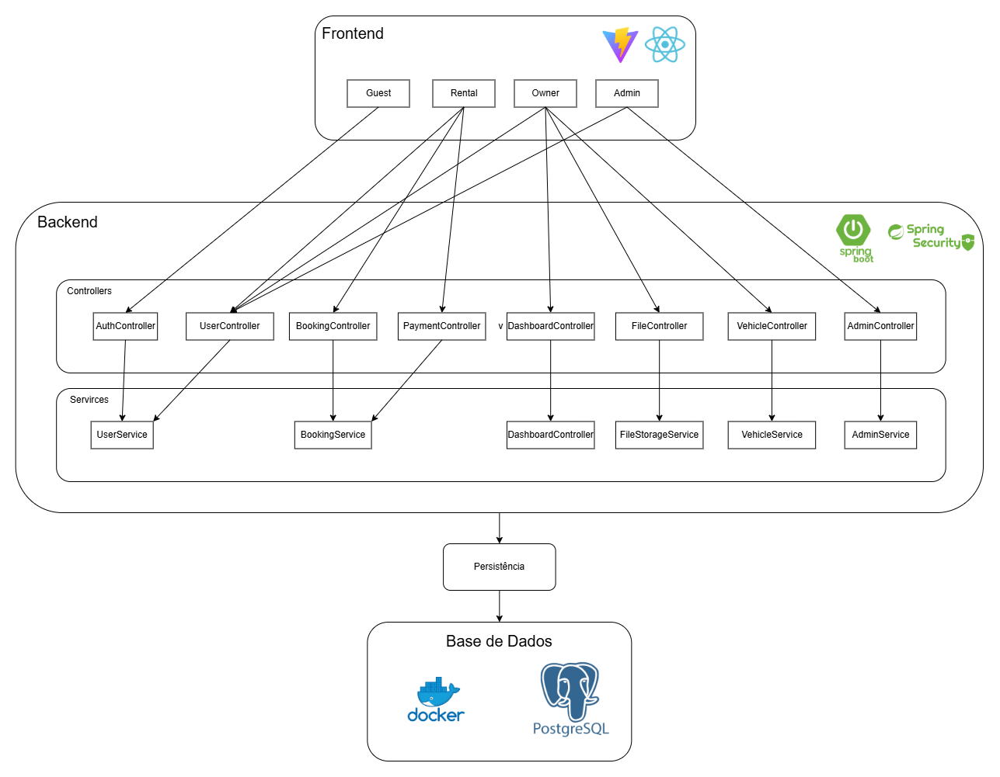 Frontend
Guest
Rental
Owner
Admin
Backend
spring
boot
Spring
Security
Controllers
AuthController
UserController
BookingController
PaymentController
v
DashboardController
FileController
VehicleController
AdminController
Servirces
UserService
BookingService
DashboardController
FileStorageService
VehicleService
AdminService
Persistência
Base de Dados
docker
PostgreSQL